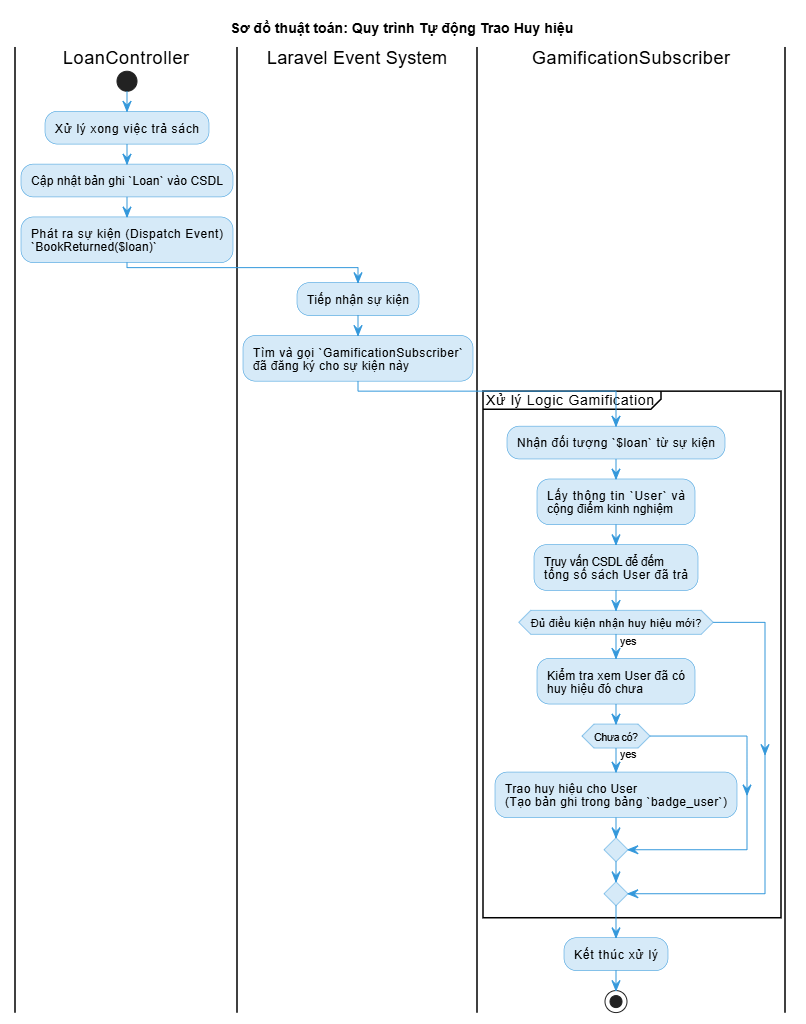 Sơ đồ thuật toán: Quy trình Tự động Trao Huy hiệu
LoanController
Laravel Event System
GamificationSubscriber
Xử lý xong việc trả sách
Cập nhật bản ghi `Loan` vào CSDL
Phát ra sự kiện (Dispatch Event)
`BookReturned($loan)`
Tiếp nhận sự kiện
Tìm và gọi `GamificationSubscriber`
đã đăng ký cho sự kiện này
Xử lý Logic Gamification
Nhận đối tượng `$loan` từ sự kiện
Lấy thông tin `User` và
cộng điểm kinh nghiệm
Truy vấn CSDL để đếm
tổng số sách User đã trả
Đủ điều kiện nhận huy hiệu mới?
yes
Kiểm tra xem User đã có
huy hiệu đó chưa
Chưa có?
yes
Trao huy hiệu cho User
(Tạo bản ghi trong bảng `badge_user`)
Kết thúc xử lý